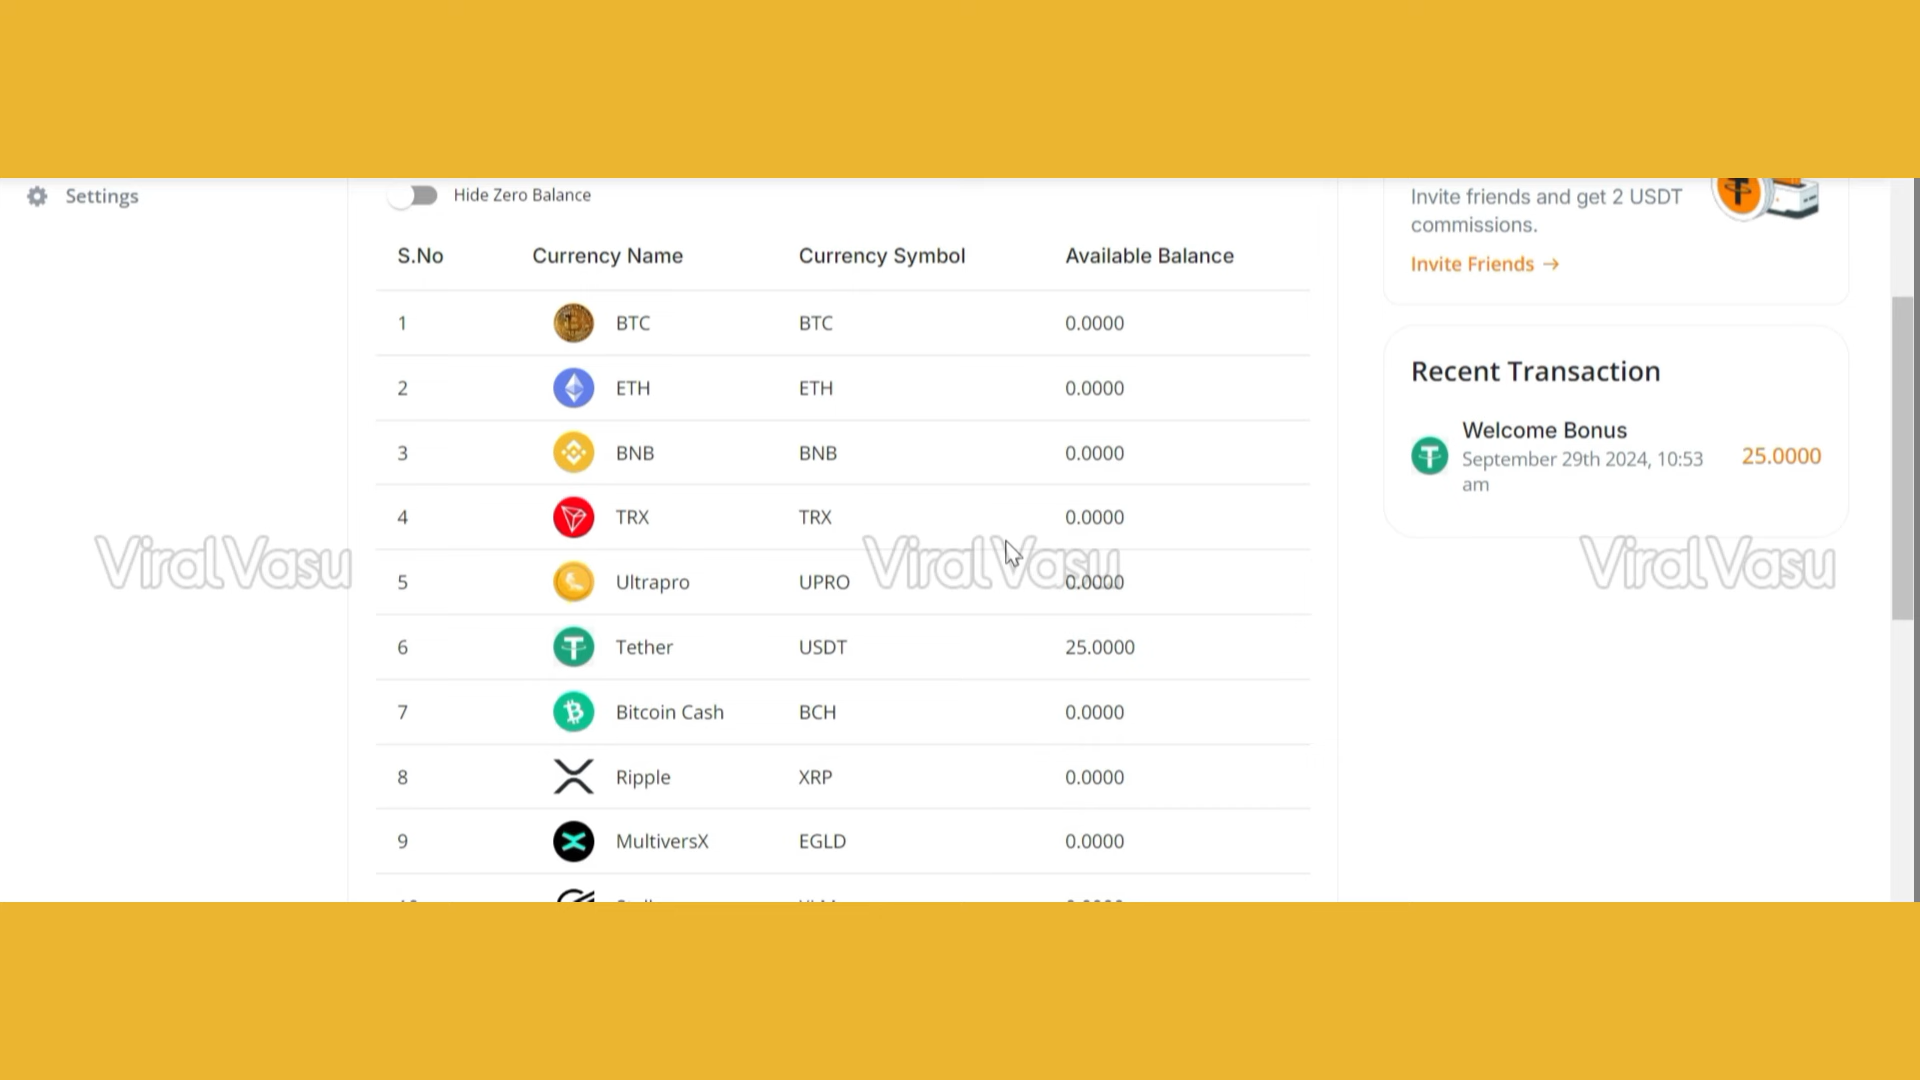 Settings
Hide Zero Balance
S.No Currency Name Currency Symbol Available Balance
1 BTC BTC 0.0000
2 ETH ETH 0.0000
3 BNB BNB 0.0000
4 TRX TRX 0.0000
5 Ultrapro UPRO 0.0000
6 Tether USDT 25.0000
7 Bitcoin Cash BCH 0.0000
8 Ripple XRP 0.0000
9 MultiversX EGLD 0.0000
Invite friends and get 2 USDT
commissions.
Invite Friends →
Recent Transaction
Welcome Bonus
September 29th 2024, 10:53
am
25.0000
ViralVasu
ViralVasu
ViralVasu